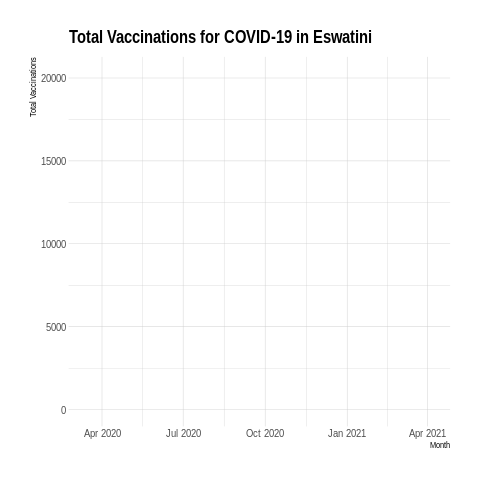 Total Vaccinations for COVID-19 in Eswatini
Total Vaccinations
20000
15000
10000
5000
0
Apr 2020 Jul 2020 Oct 2020 Jan 2021 Apr 2021
Month